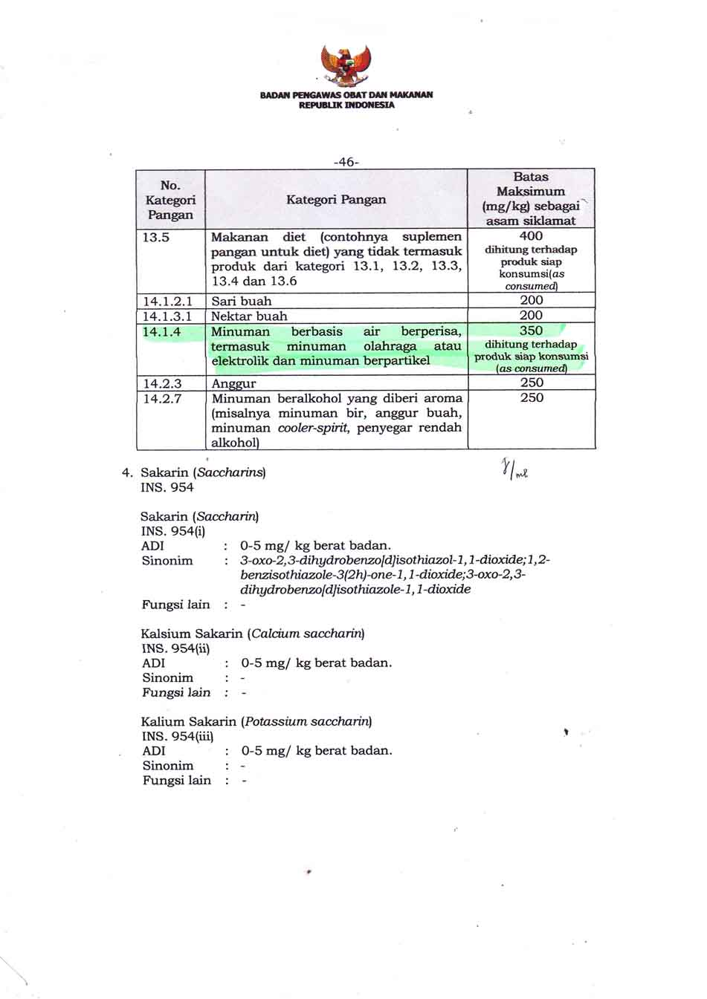 BADAN PENGAWAS OBAT DAN MAKANAN
REPUBLIK INDONESIA
-46-
No. Kategori Pangan
Kategori Pangan
Batas Maksimum (mg/kg) sebagai asam siklamat
13.5
Makanan diet (contohnya suplemen
pangan untuk diet) yang tidak termasuk
produk dari kategori 13.1, 13.2, 13.3,
13.4 dan 13.6
400
dihitung terhadap
produk siap
konsumsi(as
consumed)
14.1.2.1 Sari buah 200
14.1.3.1 Nektar buah 200
14.1.4
Minuman berbasis air berperisa,
termasuk minuman olahraga atau
elektrolik dan minuman berpartikel
350
dihitung terhadap
produk siap konsumsi
(as consumed)
14.2.3 Anggur 250
14.2.7
Minuman beralkohol yang diberi aroma
(misalnya minuman bir, anggur buah,
minuman cooler-spirit, penyegar rendah
alkohol)
250
4. Sakarin (Saccharins)
INS. 954
Sakarin (Saccharin)
INS. 954(i)
ADI : 0-5 mg/ kg berat badan.
Sinonim : 3-oxo-2,3-dihydrobenzo[d]isothiazol-1,1-dioxide;1,2-
benzisothiazole-3(2h)-one-1,1-dioxide;3-oxo-2,3-
dihydrobenzo[d]isothiazole-1,1-dioxide
Fungsi lain : -
Kalsium Sakarin (Calcium saccharin)
INS. 954(ii)
ADI : 0-5 mg/ kg berat badan.
Sinonim : -
Fungsi lain : -
Kalium Sakarin (Potassium saccharin)
INS. 954(iii)
ADI : 0-5 mg/ kg berat badan.
Sinonim : -
Fungsi lain : -